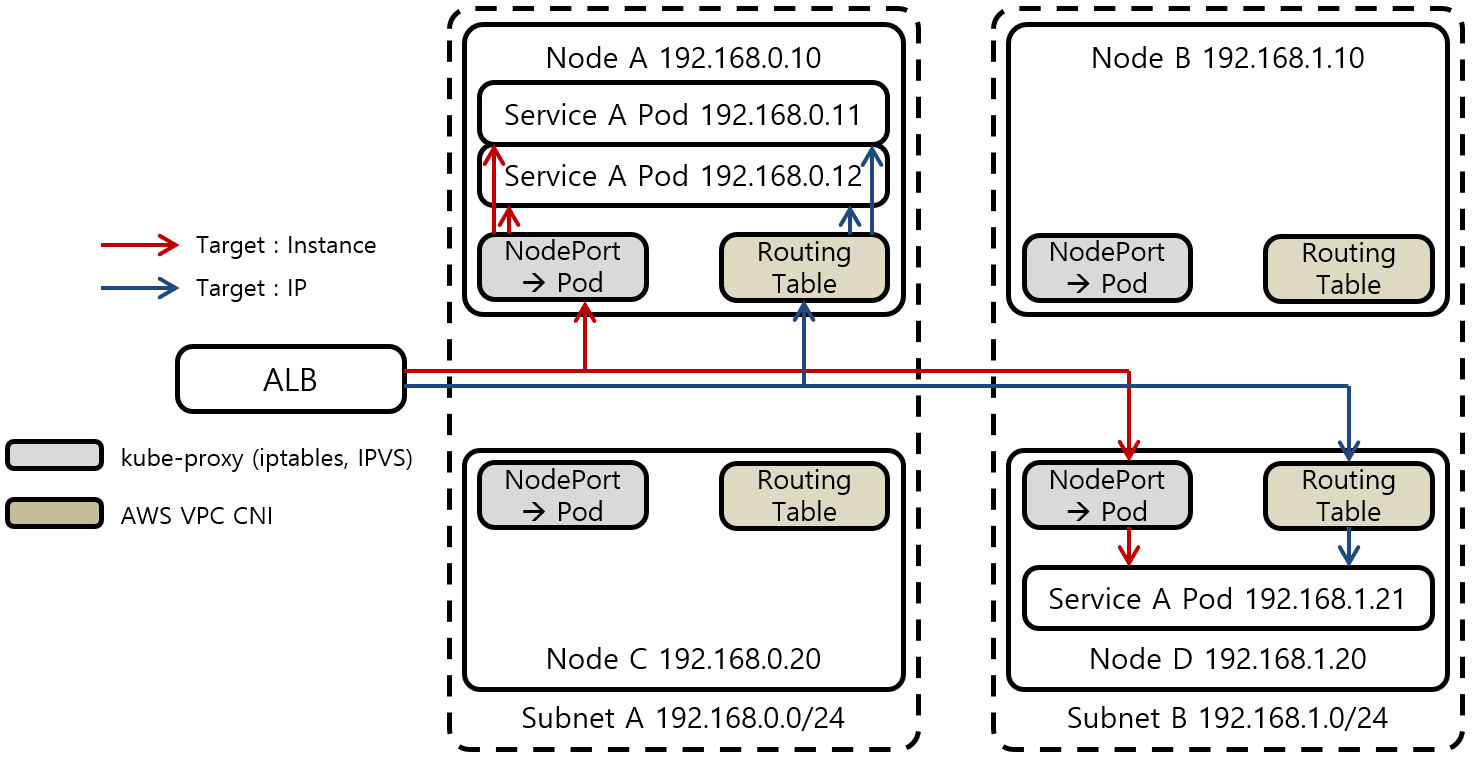 Node A 192.168.0.10
Service A Pod 192.168.0.11
Service A Pod 192.168.0.12
NodePort
→ Pod
Routing
Table
Node B 192.168.1.10
NodePort
→ Pod
Routing
Table
Target : Instance
Target : IP
ALB
kube-proxy (iptables, IPVS)
AWS VPC CNI
NodePort
→ Pod
Routing
Table
Node C 192.168.0.20
Subnet A 192.168.0.0/24
NodePort
→ Pod
Routing
Table
Service A Pod 192.168.1.21
Node D 192.168.1.20
Subnet B 192.168.1.0/24